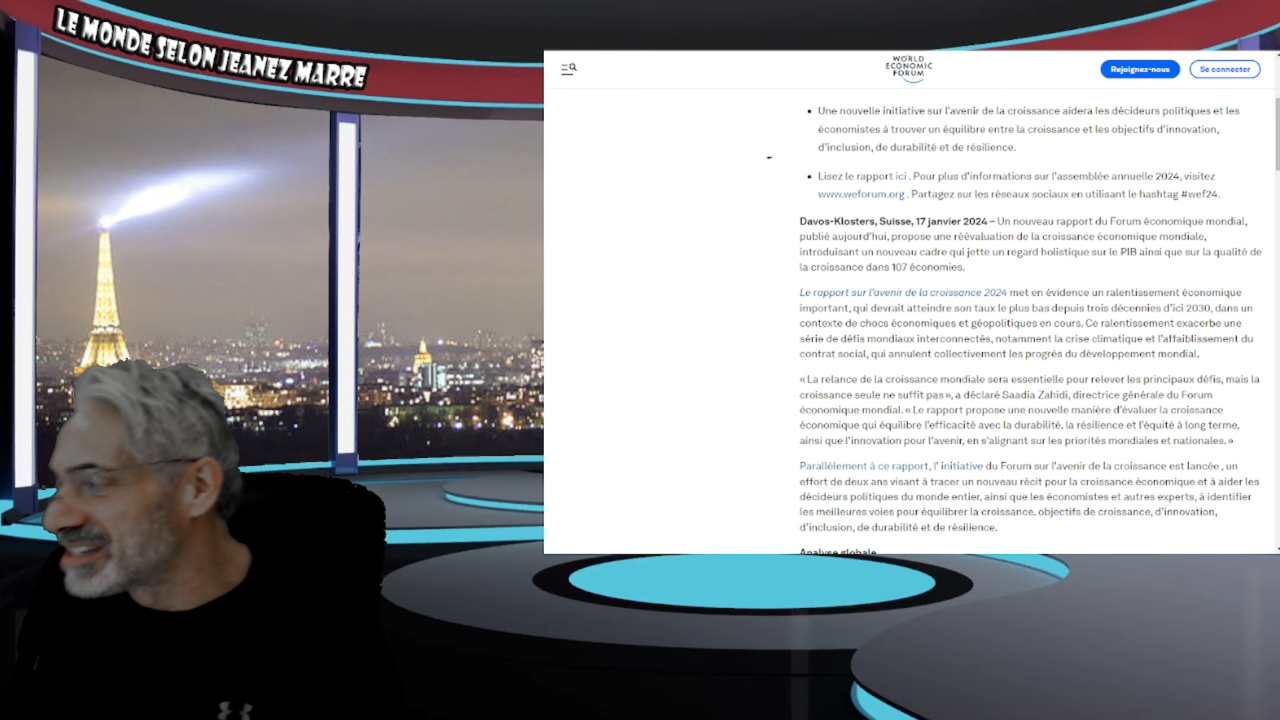 LE MONDE SELON JEANEZ MARRE
WORLD
ECONOMIC
FORUM
Rejoignez-nous
Se connecter
• Une nouvelle initiative sur l'avenir de la croissance aidera les décideurs politiques et les
économistes à trouver un équilibre entre la croissance et les objectifs d'innovation,
d'inclusion, de durabilité et de résilience.
• Lisez le rapport ici . Pour plus d'informations sur l'assemblée annuelle 2024, visitez
www.weforum.org . Partagez sur les réseaux sociaux en utilisant le hashtag #wef24.
Davos-Klosters, Suisse, 17 janvier 2024 – Un nouveau rapport du Forum économique mondial,
publié aujourd'hui, propose une réévaluation de la croissance économique mondiale,
introduisant un nouveau cadre qui jette un regard holistique sur le PIB ainsi que sur la qualité de
la croissance dans 107 économies.
Le rapport sur l'avenir de la croissance 2024 met en évidence un ralentissement économique
important, qui devrait atteindre son taux le plus bas depuis trois décennies d'ici 2030, dans un
contexte de chocs économiques et géopolitiques en cours. Ce ralentissement exacerbe une
série de défis mondiaux interconnectés, notamment la crise climatique et l'affaiblissement du
contrat social, qui annulent collectivement les progrès du développement mondial.
« La relance de la croissance mondiale sera essentielle pour relever les principaux défis, mais la
croissance seule ne suffit pas », a déclaré Saadia Zahidi, directrice générale du Forum
économique mondial. « Le rapport propose une nouvelle manière d'évaluer la croissance
économique qui équilibre l'efficacité avec la durabilité, la résilience et l'équité à long terme,
ainsi que l'innovation pour l'avenir, en s'alignant sur les priorités mondiales et nationales. »
Parallèlement à ce rapport, l' initiative du Forum sur l'avenir de la croissance est lancée , un
effort de deux ans visant à tracer un nouveau récit pour la croissance économique et à aider les
décideurs politiques du monde entier, ainsi que les économistes et autres experts, à identifier
les meilleures voies pour équilibrer la croissance. objectifs de croissance, d'innovation,
d'inclusion, de durabilité et de résilience.
Analyse globale